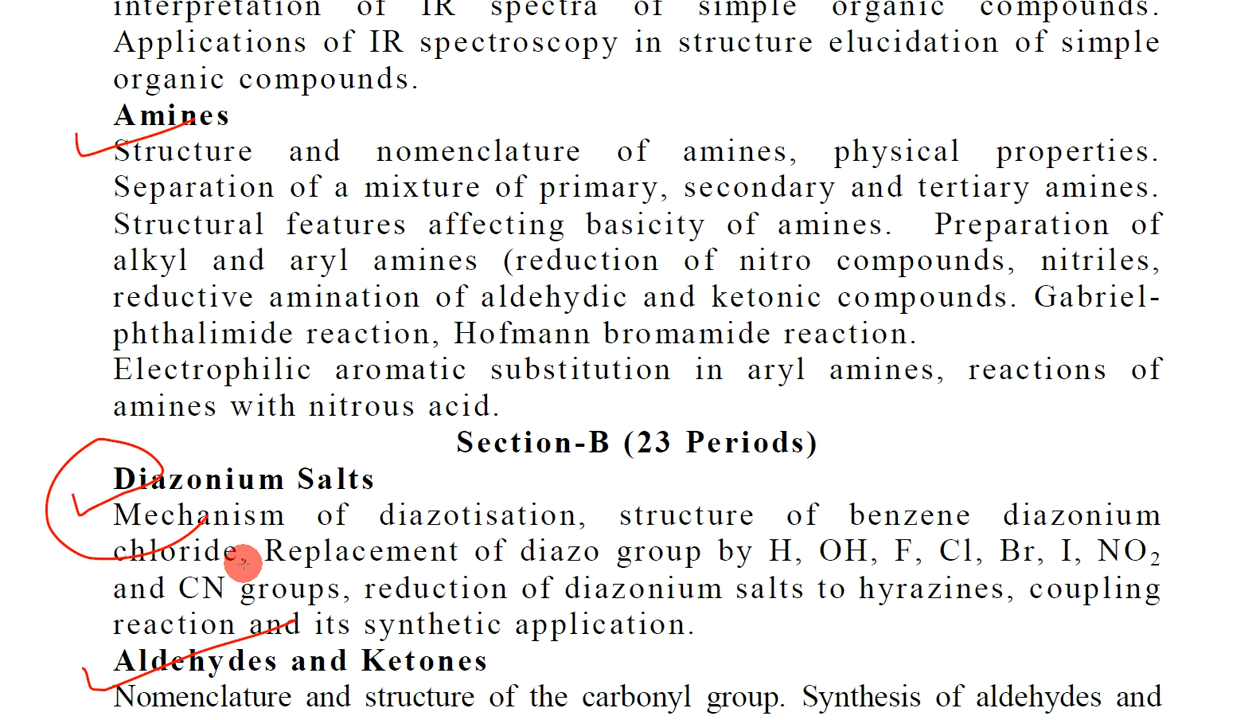 interpretation of IR spectra of simple organic compounds.
Applications of IR spectroscopy in structure elucidation of simple
organic compounds.
Amines
Structure and nomenclature of amines, physical properties.
Separation of a mixture of primary, secondary and tertiary amines.
Structural features affecting basicity of amines. Preparation of
alkyl and aryl amines (reduction of nitro compounds, nitriles,
reductive amination of aldehydic and ketonic compounds. Gabriel-
phthalimide reaction, Hofmann bromamide reaction.
Electrophilic aromatic substitution in aryl amines, reactions of
amines with nitrous acid.
Section-B (23 Periods)
Diazonium Salts
Mechanism of diazotisation, structure of benzene diazonium
chloride, Replacement of diazo group by H, OH, F, Cl, Br, I, NO₂
and CN groups, reduction of diazonium salts to hyrazines, coupling
reaction and its synthetic application.
Aldehydes and Ketones
Nomenclature and structure of the carbonyl group. Synthesis of aldehydes and